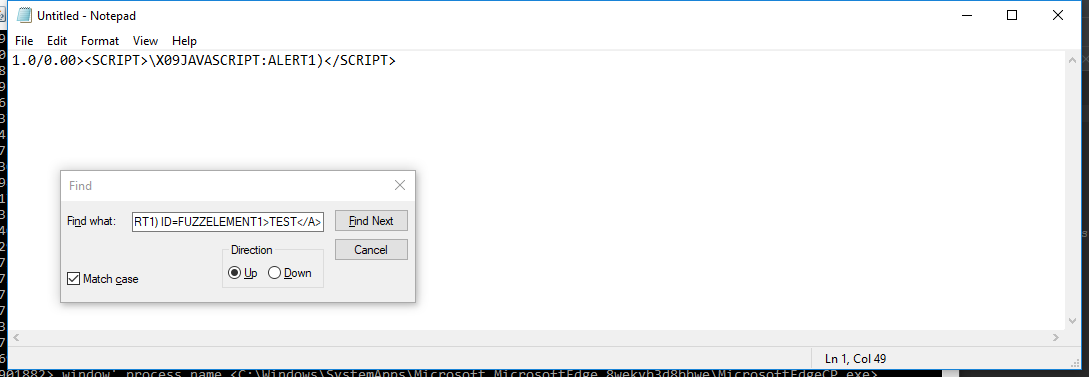 Untitled - Notepad
File Edit Format View Help
1.0/0.00><SCRIPT>\X09JAVASCRIPT:ALERT1)</SCRIPT>
Find
Find what: RT1) ID=FUZZELEMENT1>TEST</A> Find Next
Cancel
Direction
Up Down
Match case
Ln 1, Col 49
001882> window' process name <C:\Windows\SystemApps\Microsoft.MicrosoftEdge_8wekyb3d8bbwe\MicrosoftEdgeCP.exe>